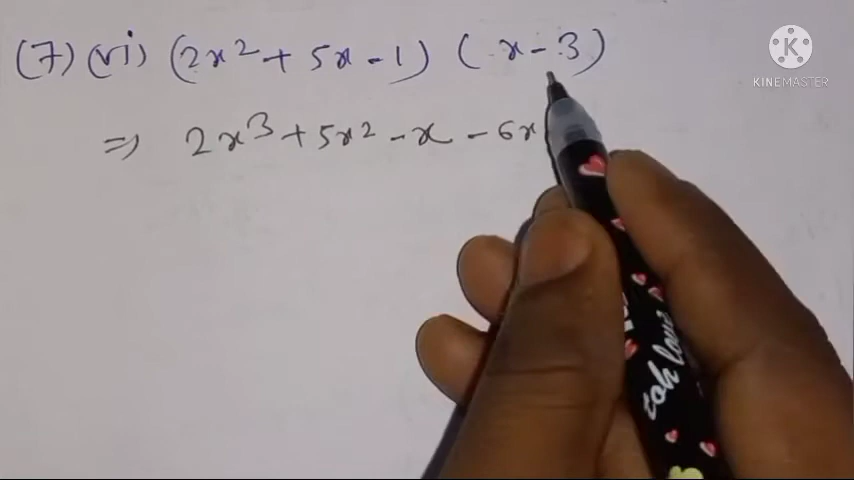 (7) (vi) (2x² + 5x - 1) ( x - 3)
K
KINEMASTER
⇒ 2x³ + 5x² - x - 6x